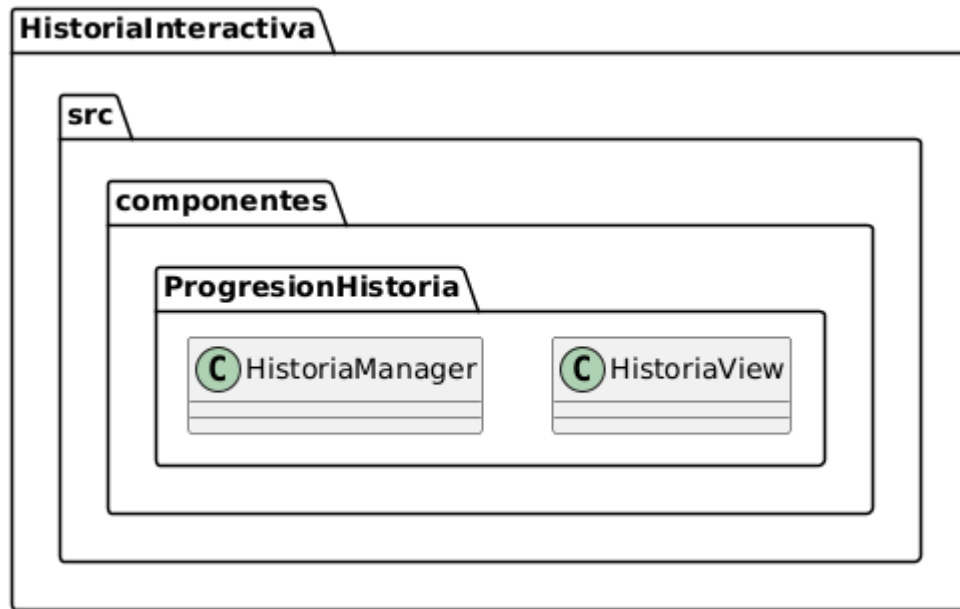 HistoriaInteractiva
src
componentes
ProgresionHistoria
C HistoriaManager
C HistoriaView